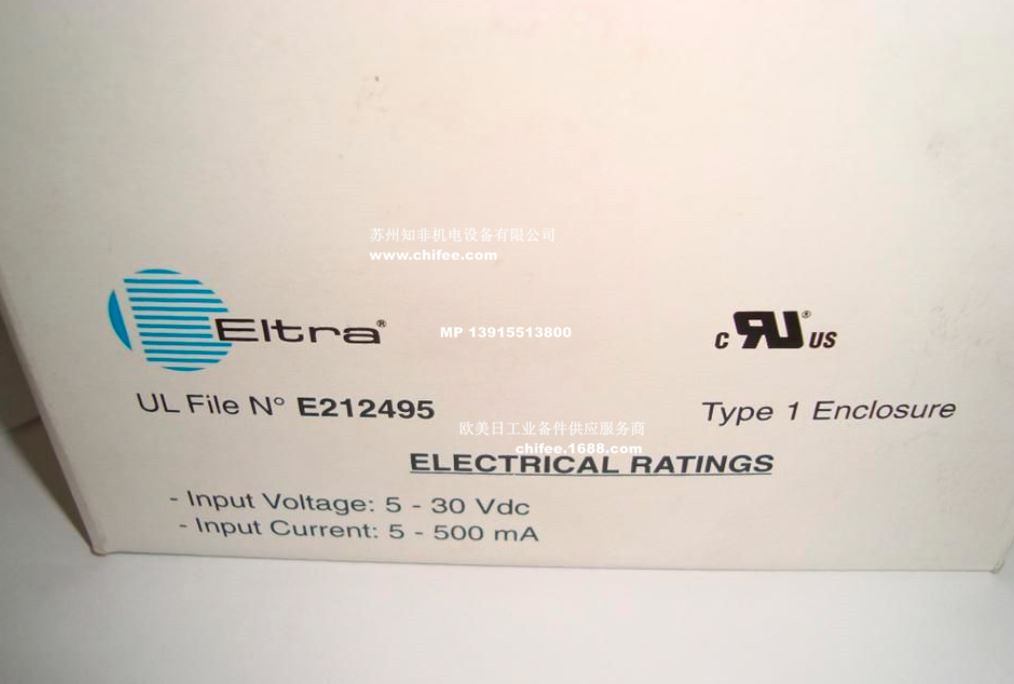 苏州知非机电设备有限公司
www.chifee.com
Eltra®
MP 13915513800
c RU® US
UL File N° E212495
Type 1 Enclosure
欧美日工业备件供应服务商
chifee.1688.com
ELECTRICAL RATINGS
- Input Voltage: 5 - 30 Vdc
- Input Current: 5 - 500 mA